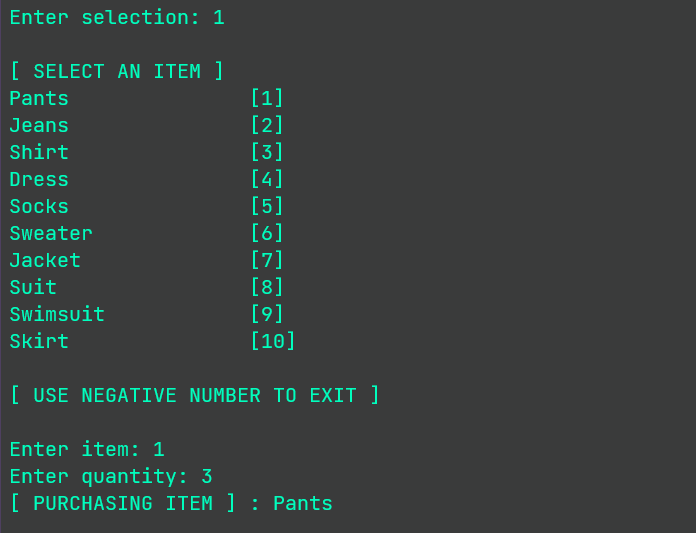 Enter selection: 1
[ SELECT AN ITEM ]
Pants [1]
Jeans [2]
Shirt [3]
Dress [4]
Socks [5]
Sweater [6]
Jacket [7]
Suit [8]
Swimsuit [9]
Skirt [10]
[ USE NEGATIVE NUMBER TO EXIT ]
Enter item: 1
Enter quantity: 3
[ PURCHASING ITEM ] : Pants